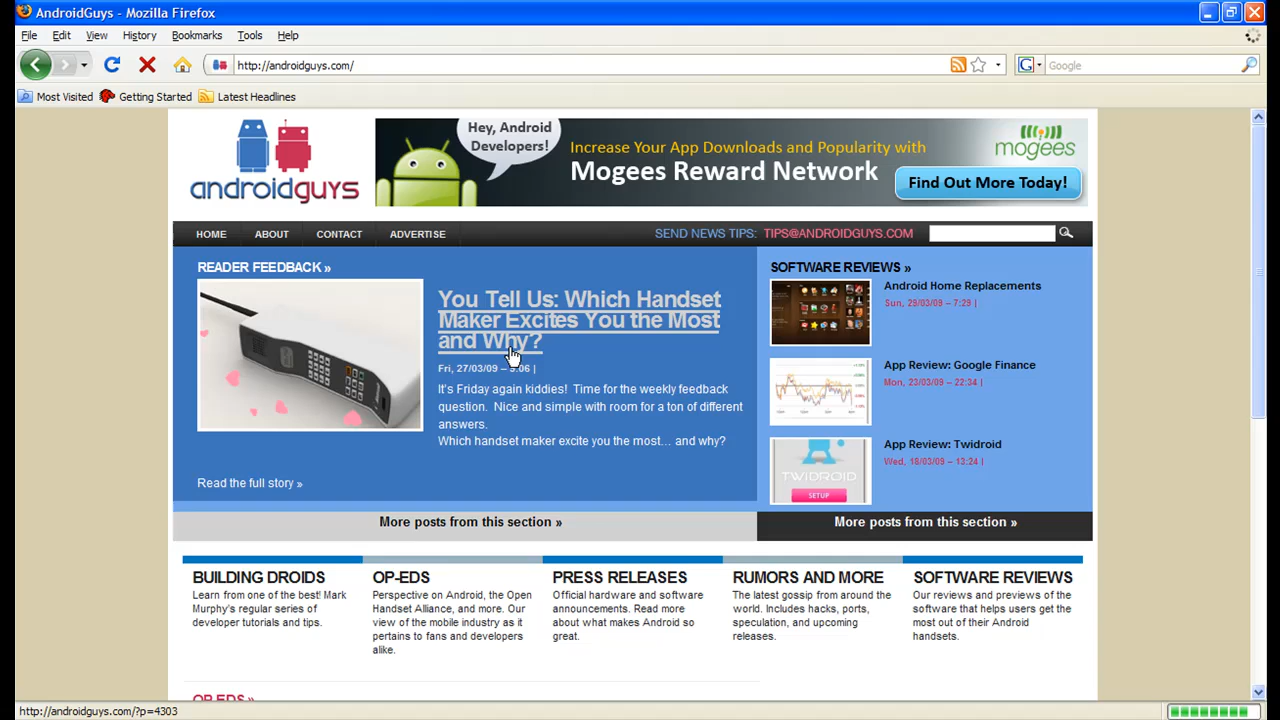 AndroidGuys - Mozilla Firefox
File Edit View History Bookmarks Tools Help
http://androidguys.com/
Google
Most Visited Getting Started Latest Headlines
androidguys
Hey, Android
Developers!
Increase Your App Downloads and Popularity with
Mogees Reward Network
mogees
Find Out More Today!
HOME ABOUT CONTACT ADVERTISE SEND NEWS TIPS: TIPS@ANDROIDGUYS.COM
READER FEEDBACK »
You Tell Us: Which Handset
Maker Excites You the Most
and Why?
Fri, 27/03/09 – 9:06 |
It's Friday again kiddies! Time for the weekly feedback
question. Nice and simple with room for a ton of different
answers.
Which handset maker excite you the most… and why?
Read the full story »
More posts from this section »
SOFTWARE REVIEWS »
Android Home Replacements
Sun, 29/03/09 – 7:29 |
App Review: Google Finance
Mon, 23/03/09 – 22:34 |
App Review: Twidroid
Wed, 18/03/09 – 13:24 |
TWIDROID
SETUP
More posts from this section »
BUILDING DROIDS
Learn from one of the best! Mark
Murphy's regular series of
developer tutorials and tips.
OP-EDS
Perspective on Android, the Open
Handset Alliance, and more. Our
view of the mobile industry as it
pertains to fans and developers
alike.
PRESS RELEASES
Official hardware and software
announcements. Read more
about what makes Android so
great.
RUMORS AND MORE
The latest gossip from around the
world. Includes hacks, ports,
speculation, and upcoming
releases.
SOFTWARE REVIEWS
Our reviews and previews of the
software that helps users get the
most out of their Android
handsets.
OP-EDS »
http://androidguys.com/?p=4303